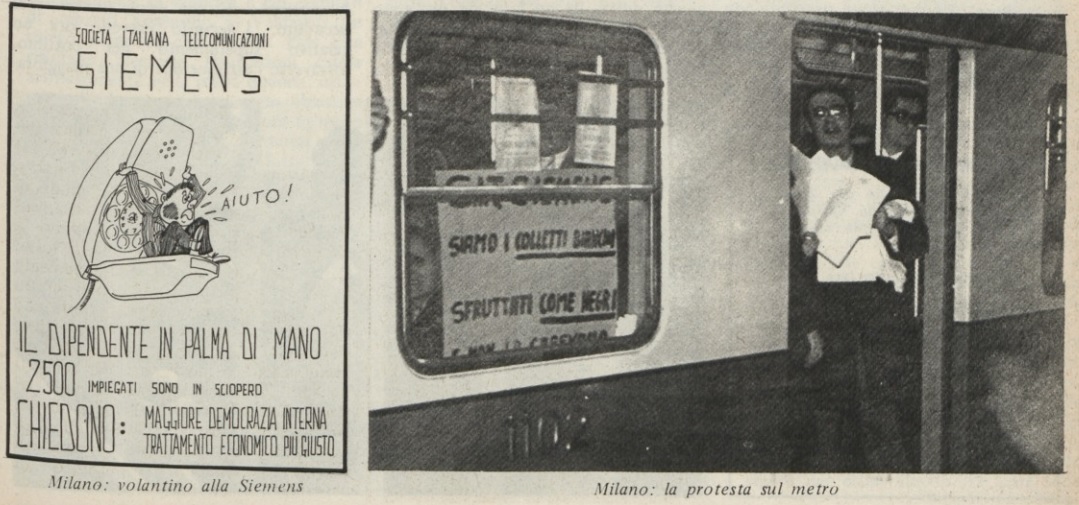 SOCIETÀ ITALIANA TELECOMUNICAZIONI
SIEMENS
AIUTO!
IL DIPENDENTE IN PALMA DI MANO
2500 IMPIEGATI SONO IN SCIOPERO
CHIEDONO: MAGGIORE DEMOCRAZIA INTERNA
TRATTAMENTO ECONOMICO PIÙ GIUSTO
Milano: volantino alla Siemens
SIT-SIEMENS
SIAMO I COLLETTI BIANCHI
SFRUTTATI COME NEGRI
E NON LO
1102
Milano: la protesta sul metrò